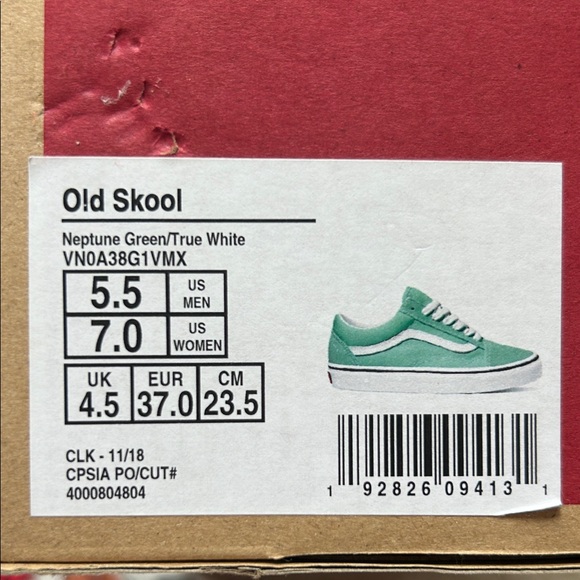 O!d Skool
Neptune Green/True White
VN0A38G1VMX
5.5 US MEN
7.0 US WOMEN
UK EUR CM
4.5 37.0 23.5
CLK - 11/18
CPSIA PO/CUT#
4000804804
1 92826 09413 1